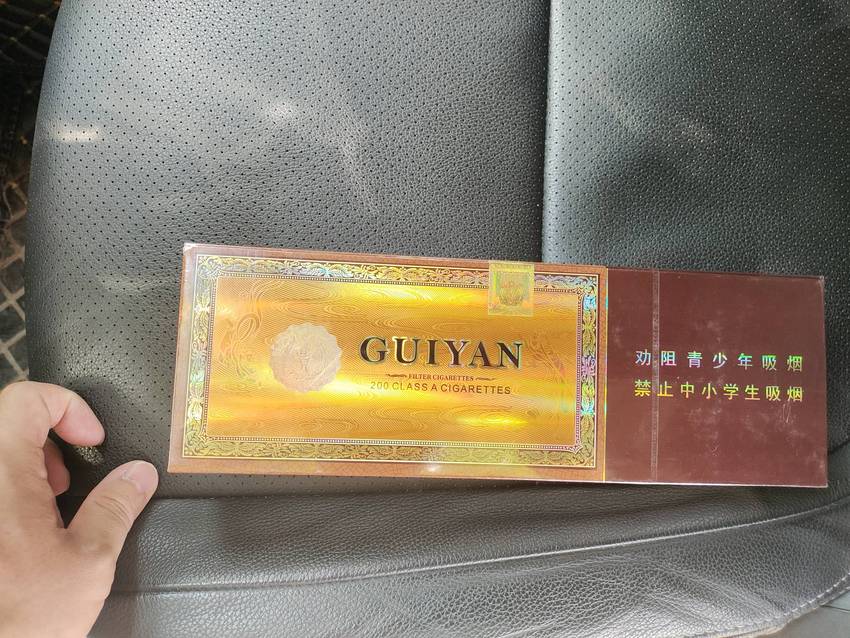 GUIYAN
FILTER CIGARETTES
200 CLASS A CIGARETTES
劝阻青少年吸烟
禁止中小学生吸烟